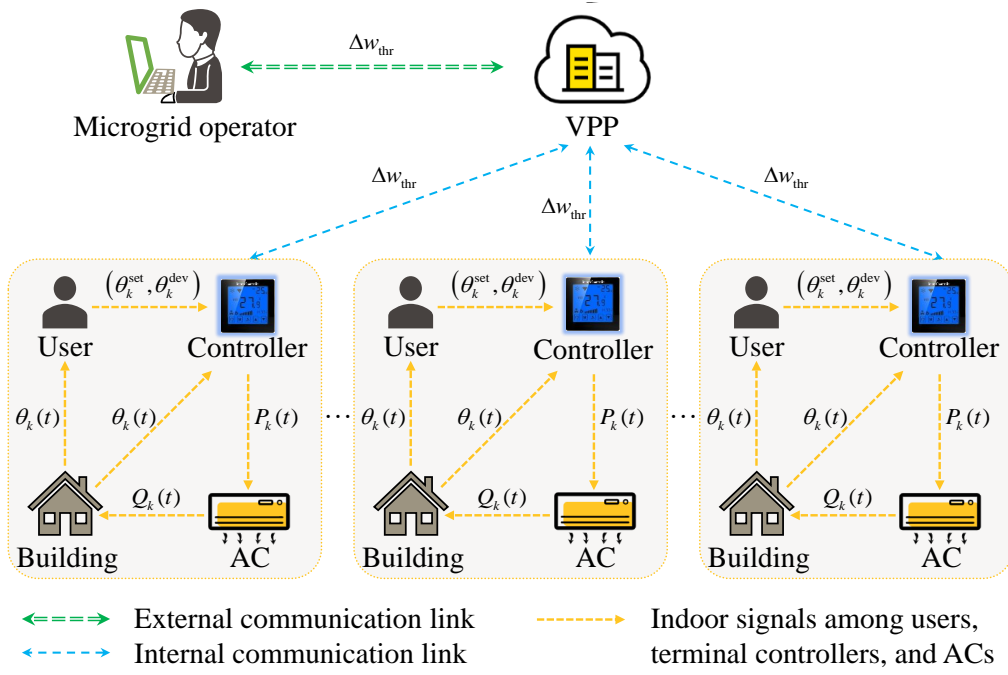 Δw_thr
Microgrid operator
VPP
Δw_thr
Δw_thr
Δw_thr
(θ_k^set, θ_k^dev)
User
Controller
θ_k(t)
θ_k(t)
P_k(t)
Q_k(t)
Building
AC
...
(θ_k^set, θ_k^dev)
User
Controller
θ_k(t)
θ_k(t)
P_k(t)
Q_k(t)
Building
AC
...
(θ_k^set, θ_k^dev)
User
Controller
θ_k(t)
θ_k(t)
P_k(t)
Q_k(t)
Building
AC
External communication link
Internal communication link
Indoor signals among users,
terminal controllers, and ACs